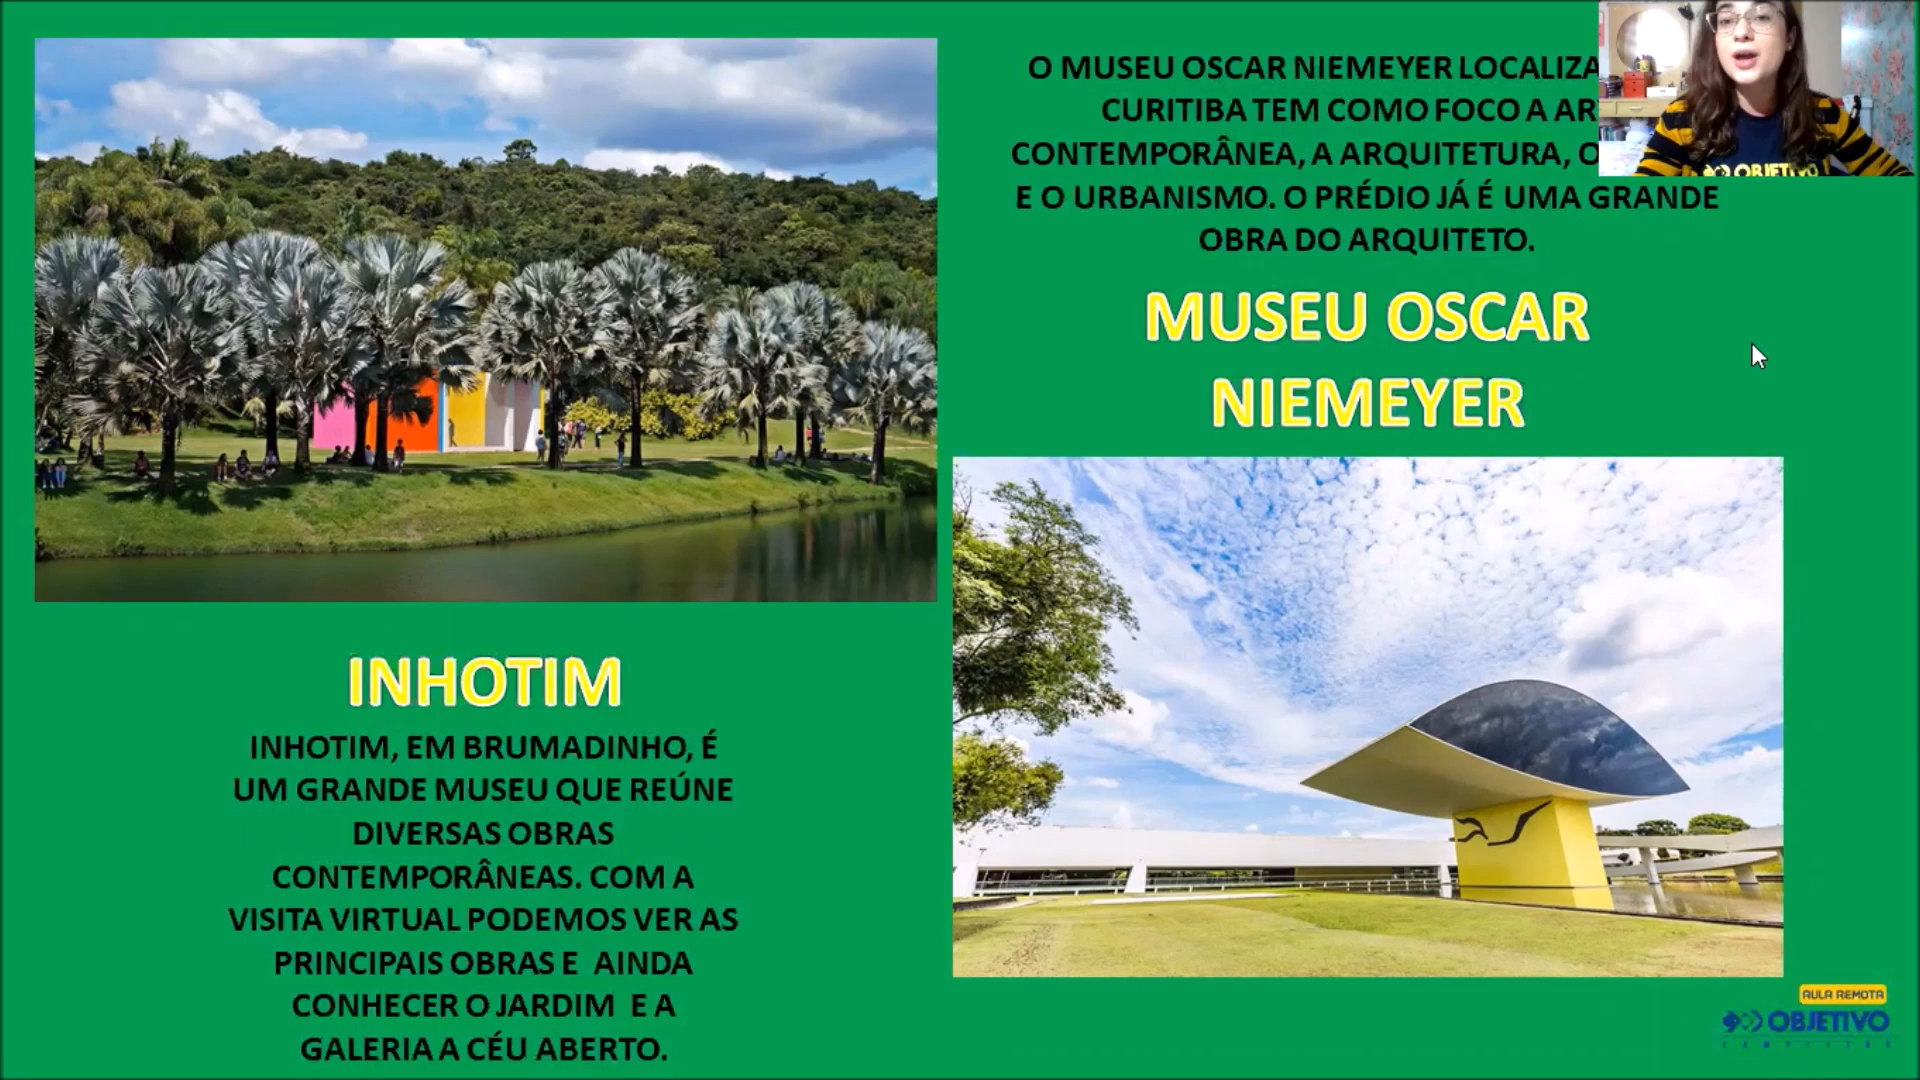 O MUSEU OSCAR NIEMEYER LOCALIZA
CURITIBA TEM COMO FOCO A AR
CONTEMPORÂNEA, A ARQUITETURA, O
E O URBANISMO. O PRÉDIO JÁ É UMA GRANDE
OBRA DO ARQUITETO.
MUSEU OSCAR
NIEMEYER
INHOTIM
INHOTIM, EM BRUMADINHO, É
UM GRANDE MUSEU QUE REÚNE
DIVERSAS OBRAS
CONTEMPORÂNEAS. COM A
VISITA VIRTUAL PODEMOS VER AS
PRINCIPAIS OBRAS E AINDA
CONHECER O JARDIM E A
GALERIA A CÉU ABERTO.
OBJETIVO
AULA REMOTA
OBJETIVO